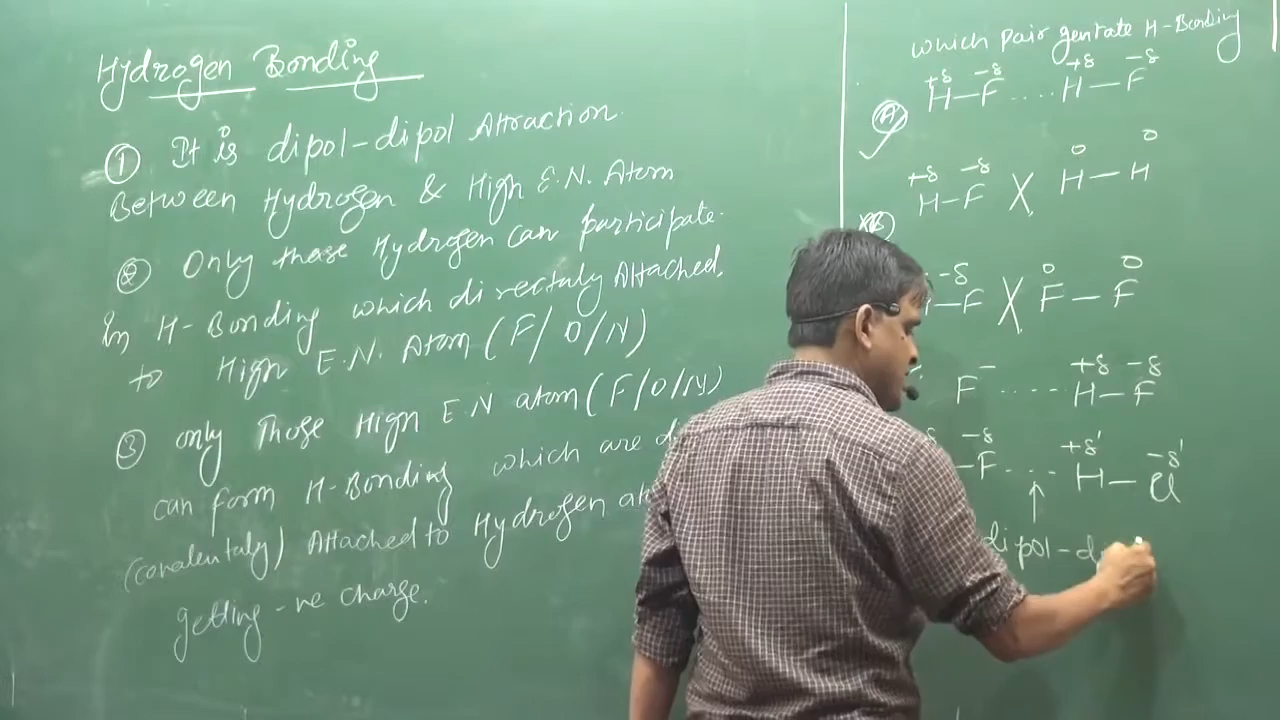 Hydrogen Bonding
① It is dipol-dipol Attraction.
Between Hydrogen & High E.N. Atom
② Only those Hydrogen can participate.
In H-Bonding which directaly Attached.
to High E.N. Atom (F/O/N)
③ only Those High E.N atom (F/O/N)
can form H-Bonding which are
(covalentaly) Attached to Hydrogen
getting -ve charge.
which pair gentate H-Bonding
+δ -δ +δ -δ
(A) H-F ..... H-F
+δ -δ O O
H-F X H-H
(B)
-δ O O
-F X F-F
+δ -δ
F⁻ ..... H-F
-δ +δ' -δ'
-F .... H-Cl
↑
dipol-